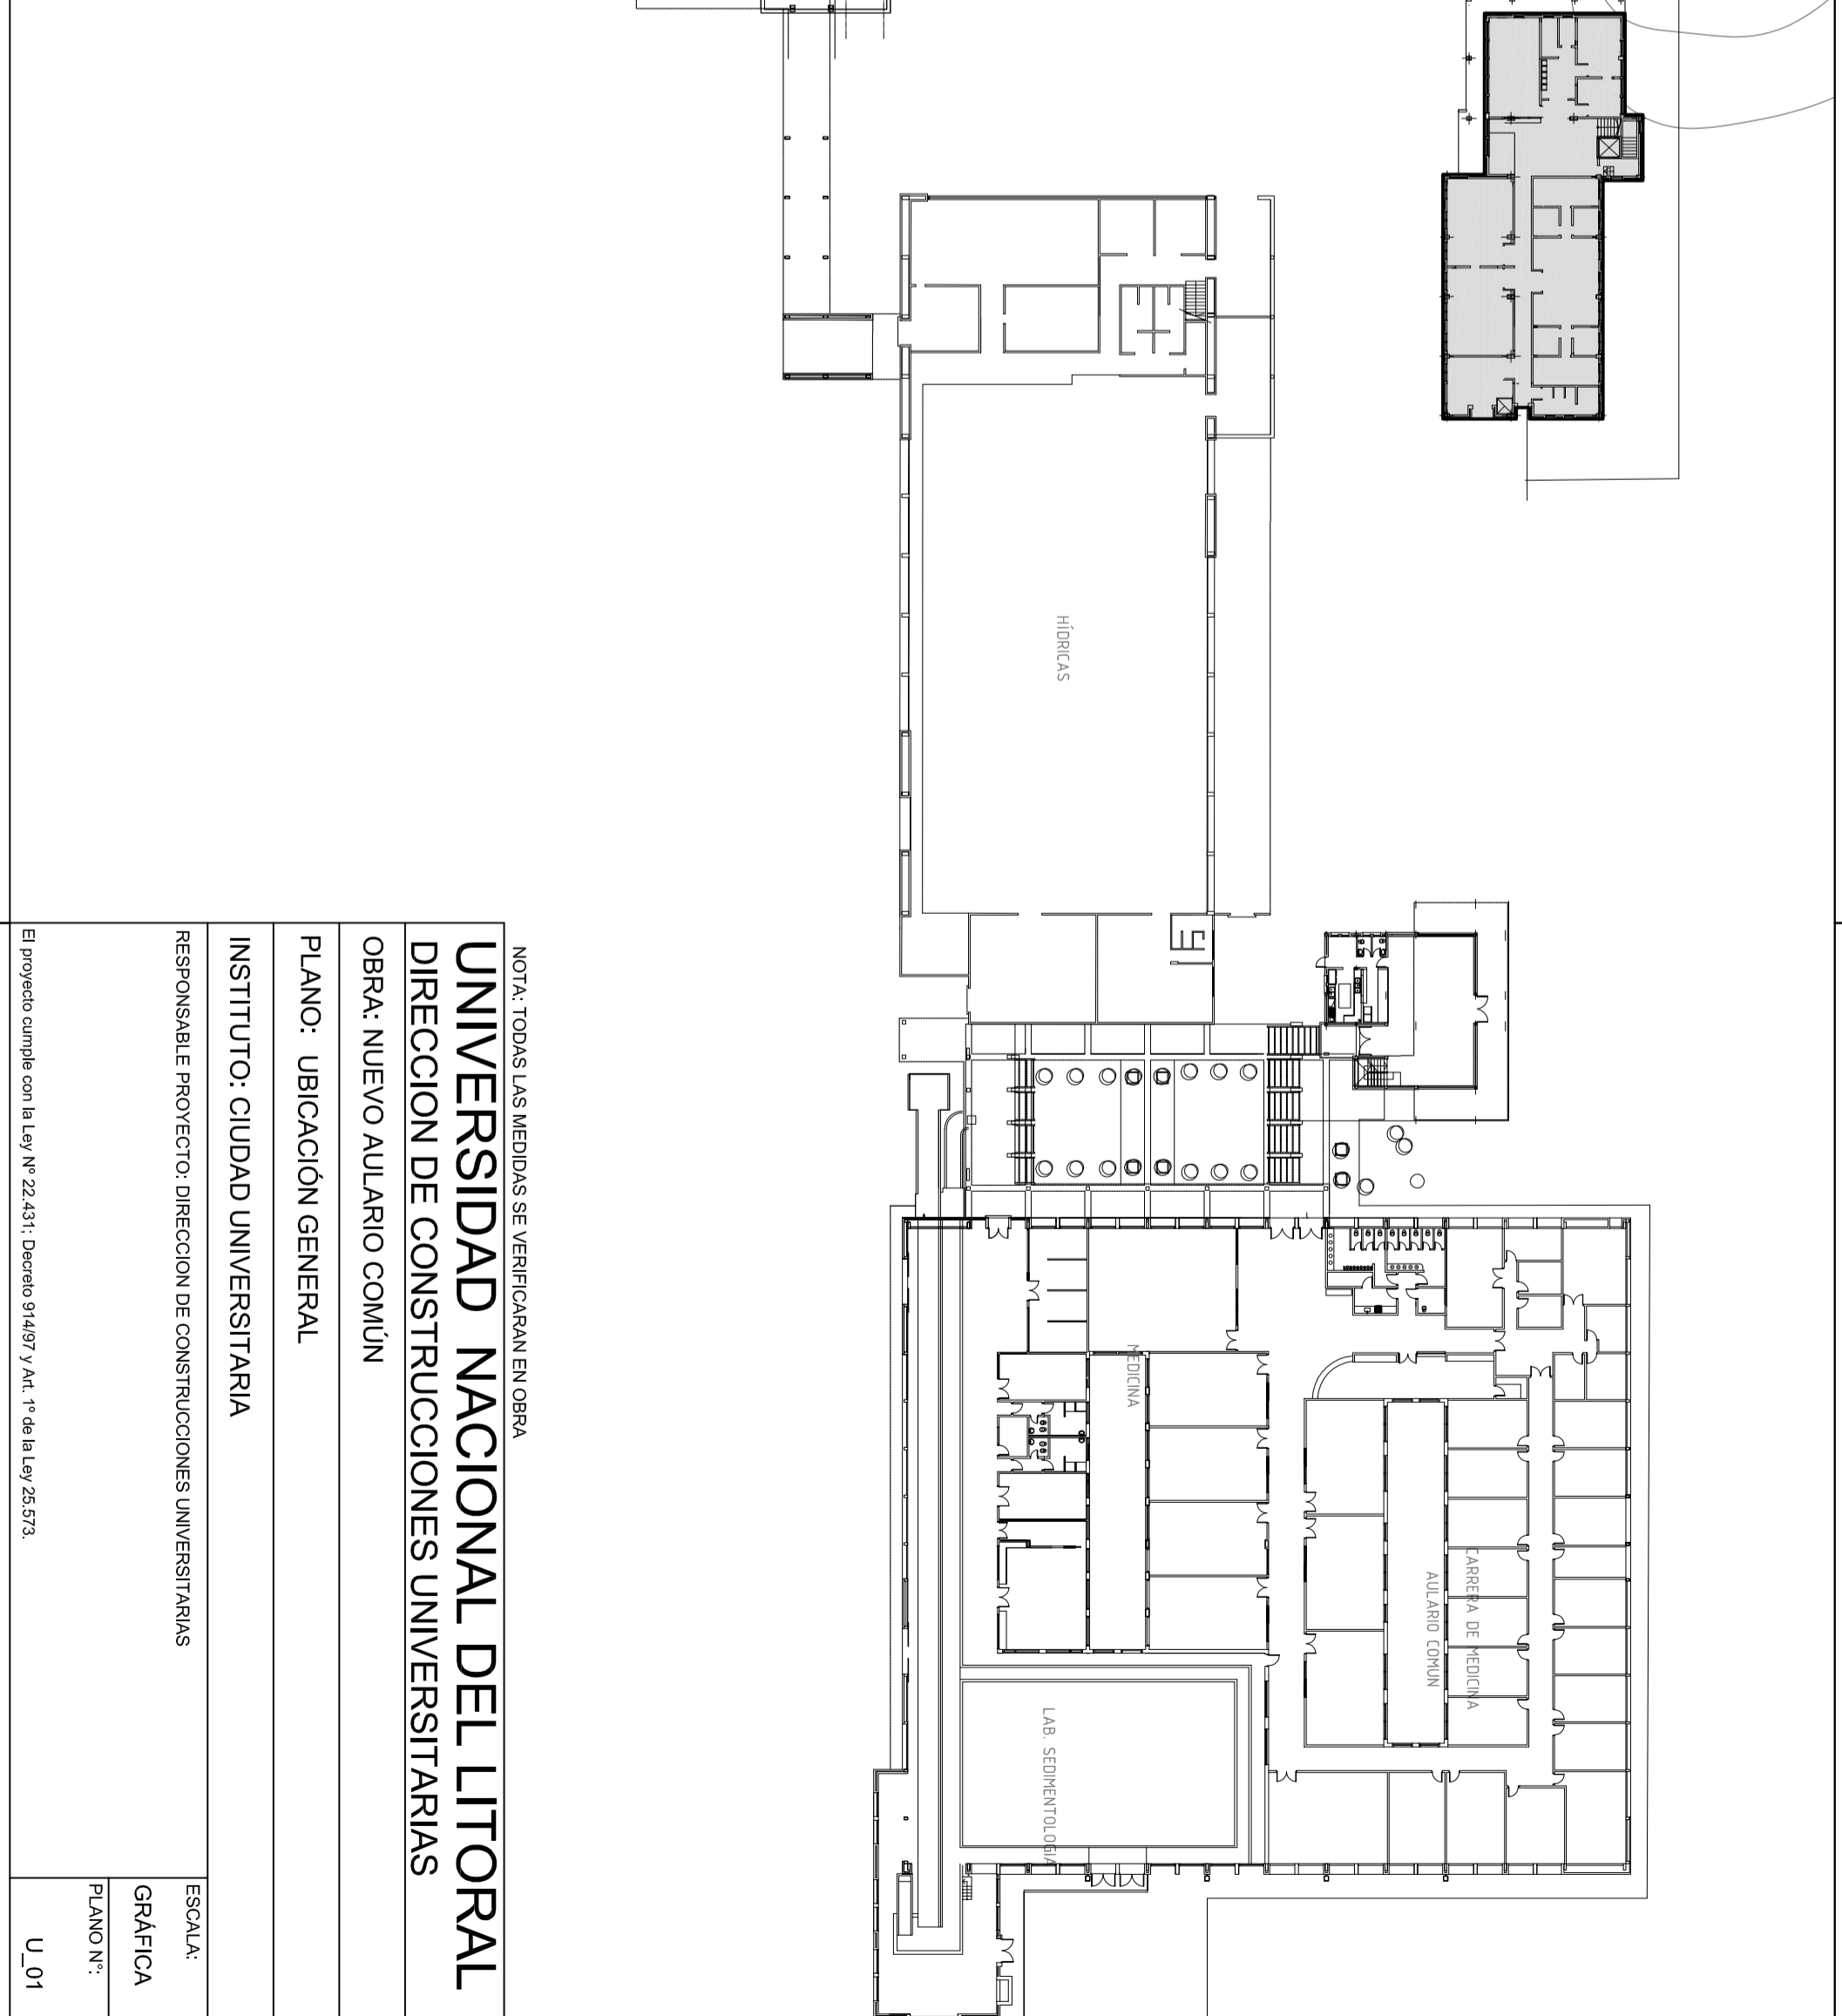 HÍDRICAS
MEDICINA
CARRERA DE MEDICINA
AULARIO COMUN
LAB. SEDIMENTOLOGIA
NOTA: TODAS LAS MEDIDAS SE VERIFICARAN EN OBRA
UNIVERSIDAD NACIONAL DEL LITORAL
DIRECCION DE CONSTRUCCIONES UNIVERSITARIAS
OBRA: NUEVO AULARIO COMÚN
PLANO: UBICACIÓN GENERAL
INSTITUTO: CIUDAD UNIVERSITARIA
RESPONSABLE PROYECTO: DIRECCION DE CONSTRUCCIONES UNIVERSITARIAS
ESCALA:
GRÁFICA
PLANO N°:
U_01
El proyecto cumple con la Ley Nº 22.431; Decreto 914/97 y Art. 1º de la Ley 25.573.